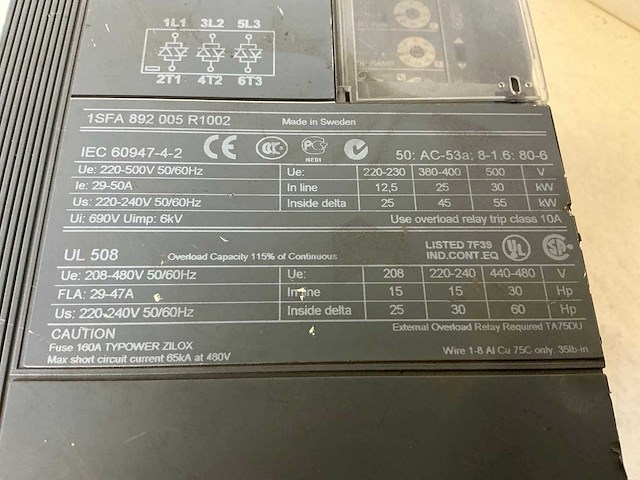 1L1 3L2 5L3
2T1 4T2 6T3
1SFA 892 005 R1002 Made in Sweden
IEC 60947-4-2 CE CCC 50: AC-53a: 8-1.6: 80-6
Ue: 220-500V 50/60Hz Ue: 220-230 380-400 500 V
Ie: 29-50A In line 12,5 25 30 kW
Us: 220-240V 50/60Hz Inside delta 25 45 55 kW
Ui: 690V Uimp: 6kV Use overload relay trip class 10A
UL 508 Overload Capacity 115% of Continuous LISTED 7F39 IND.CONT.EQ UL
Ue: 208-480V 50/60Hz Ue: 208 220-240 440-480 V
FLA: 29-47A In line 15 15 30 Hp
Us: 220-240V 50/60Hz Inside delta 25 30 60 Hp
CAUTION External Overload Relay Required TA75DU
Fuse 160A TYPOWER ZILOX
Max short circuit current 65kA at 480V Wire 1-8 Al Cu 75C only. 35lb-in